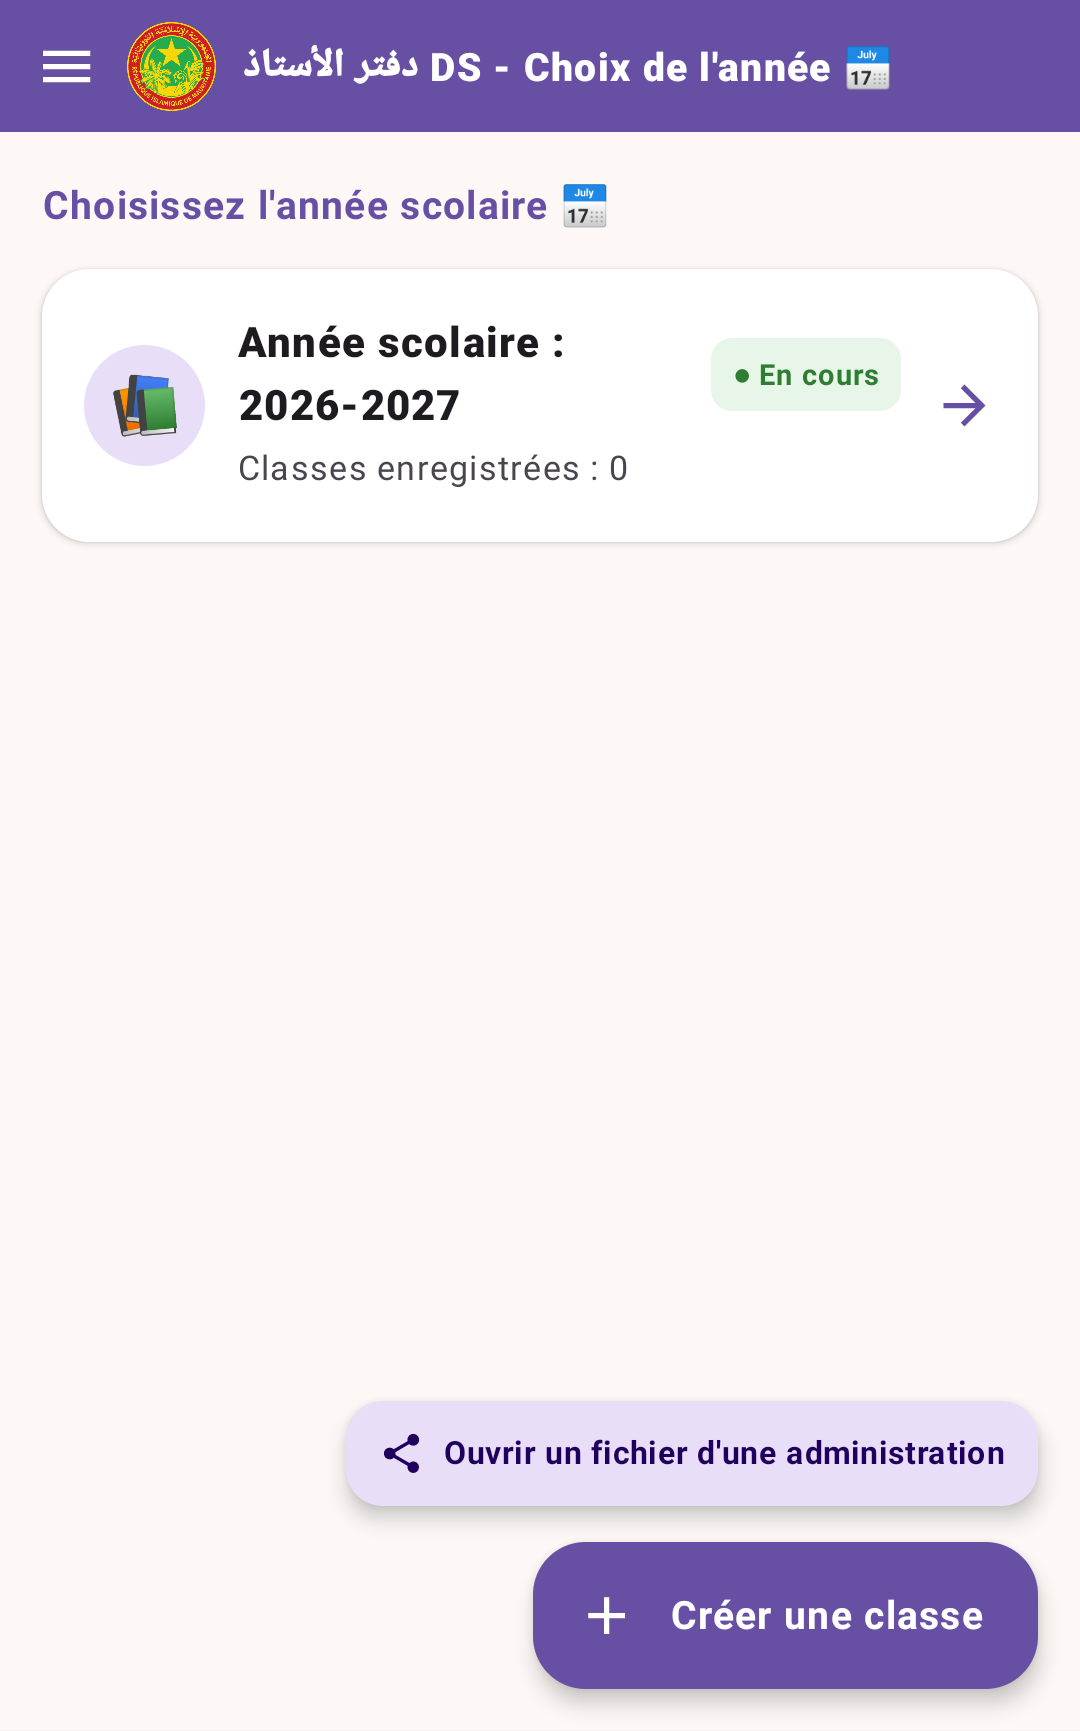 دفتر الأستاذ DS - Choix de l'année
Choisissez l'année scolaire
Année scolaire :
2026-2027
En cours
Classes enregistrées : 0
Ouvrir un fichier d'une administration
Créer une classe